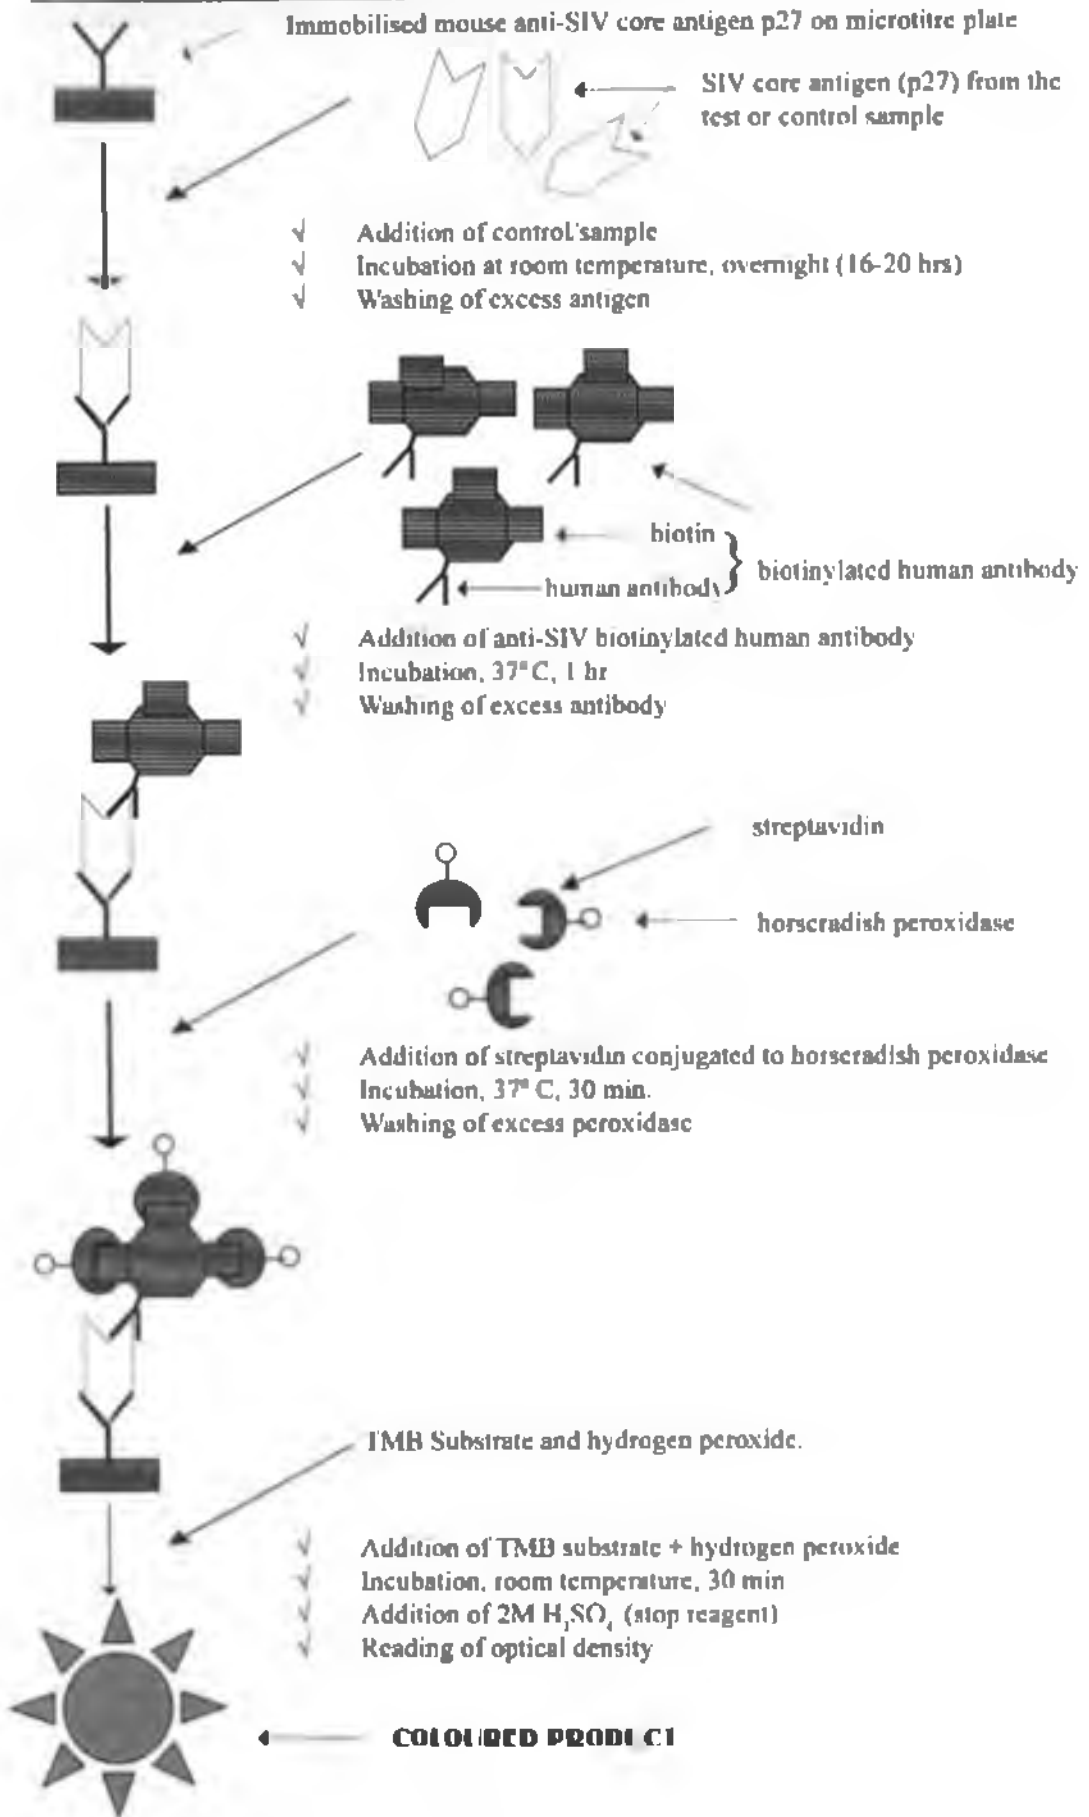 Immobilised mouse anti-SIV core antigen p27 on microtitre plate
SIV core antigen (p27) from the
test or control sample
√ Addition of control/sample
√ Incubation at room temperature, overnight (16-20 hrs)
√ Washing of excess antigen
biotin
human antibody
} biotinylated human antibody
√ Addition of anti-SIV biotinylated human antibody
√ Incubation, 37° C, 1 hr
√ Washing of excess antibody
streptavidin
horseradish peroxidase
√ Addition of streptavidin conjugated to horseradish peroxidase
√ Incubation, 37° C, 30 min.
√ Washing of excess peroxidase
TMB Substrate and hydrogen peroxide.
√ Addition of TMB substrate + hydrogen peroxide
√ Incubation, room temperature, 30 min
√ Addition of 2M H₂SO₄ (stop reagent)
√ Reading of optical density
COLOURED PRODUCT